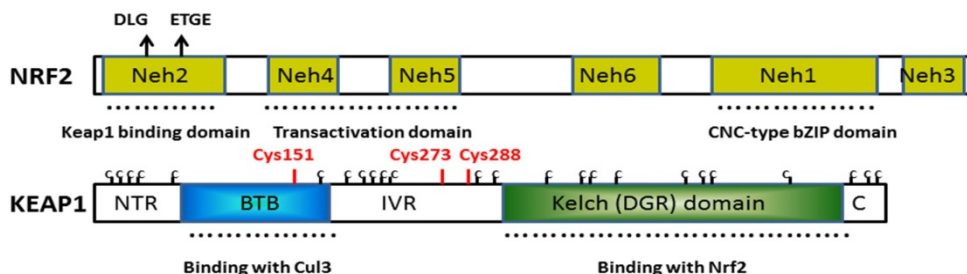 DLG ETGE
NRF2 Neh2 Neh4 Neh5 Neh6 Neh1 Neh3
Keap1 binding domain Transactivation domain CNC-type bZIP domain
Cys151 Cys273 Cys288
KEAP1 NTR BTB IVR Kelch (DGR) domain C
Binding with Cul3 Binding with Nrf2